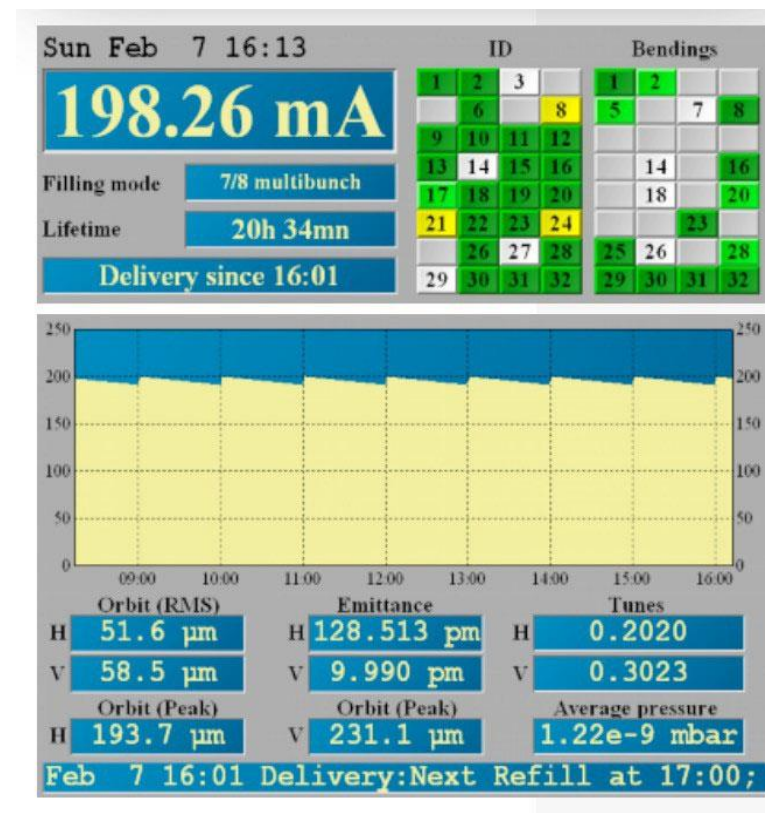 Sun Feb 7 16:13
198.26 mA
Filling mode 7/8 multibunch
Lifetime 20h 34mn
Delivery since 16:01
ID
1 2 3
6 8
9 10 11 12
13 14 15 16
17 18 19 20
21 22 23 24
26 27 28
29 30 31 32
Bendings
1 2
5 7 8
14 16
18 20
23
25 26 28
29 30 31 32
250 250
200 200
150 150
100 100
50 50
0 0
09:00 10:00 11:00 12:00 13:00 14:00 15:00 16:00
Orbit (RMS) Emittance Tunes
H 51.6 µm H 128.513 pm H 0.2020
V 58.5 µm V 9.990 pm V 0.3023
Orbit (Peak) Orbit (Peak) Average pressure
H 193.7 µm V 231.1 µm 1.22e-9 mbar
Feb 7 16:01 Delivery:Next Refill at 17:00;